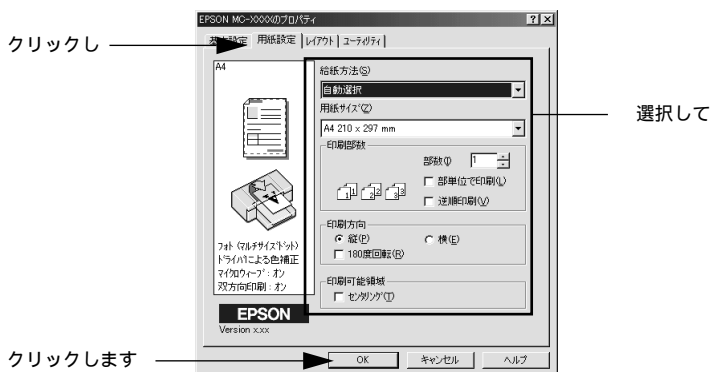 EPSON MC-XXXXのプロパティ
基本設定 用紙設定 レイアウト ユーティリティ
クリックし
A4
給紙方法(S)
自動選択
用紙サイズ(Z)
A4 210 x 297 mm
選択して
印刷部数
部数(I) 1
部単位で印刷(L)
逆順印刷(V)
1 1 2 2 3 3
印刷方向
縦(P) 横(E)
180度回転(R)
フォト (マルチサイズドット)
ドライバによる色補正
マイクロウィーブ : オン
双方向印刷 : オン
印刷可能領域
センタリング(T)
EPSON
Version x.xx
クリックします
OK キャンセル ヘルプ